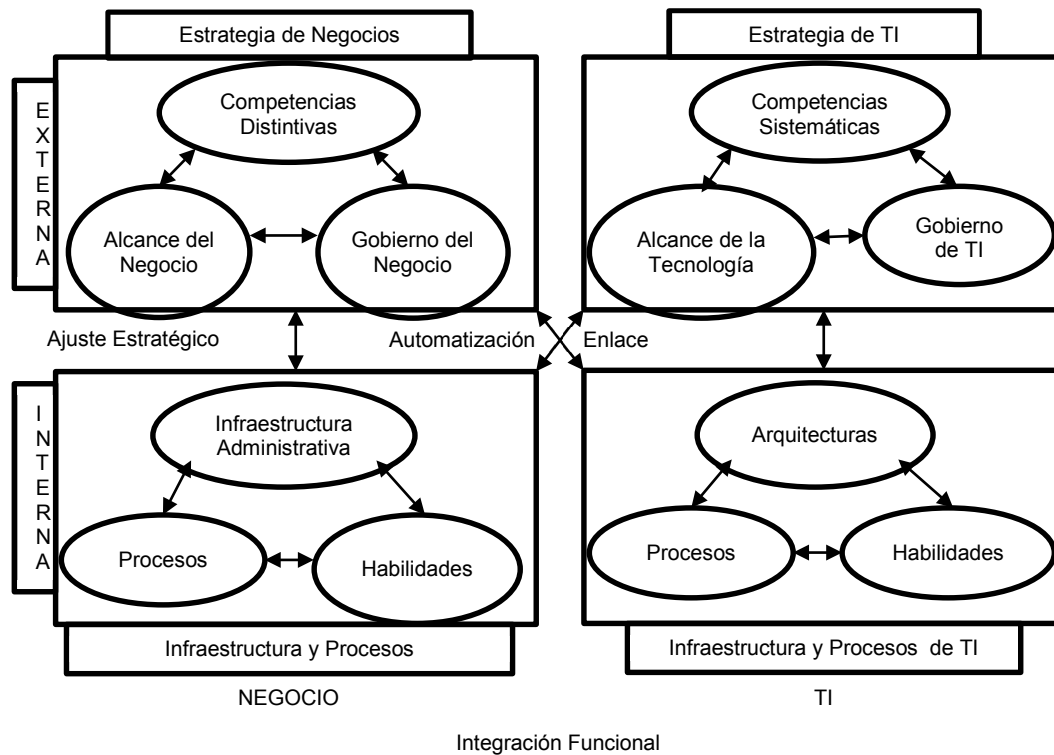 Estrategia de Negocios
Estrategia de TI
EXTERNA
Competencias
Distintivas
Alcance del
Negocio
Gobierno del
Negocio
Competencias
Sistemáticas
Alcance de la
Tecnología
Gobierno
de TI
Ajuste Estratégico
Automatización
Enlace
INTERNA
Infraestructura
Administrativa
Procesos
Habilidades
Arquitecturas
Procesos
Habilidades
Infraestructura y Procesos
Infraestructura y Procesos de TI
NEGOCIO
TI
Integración Funcional